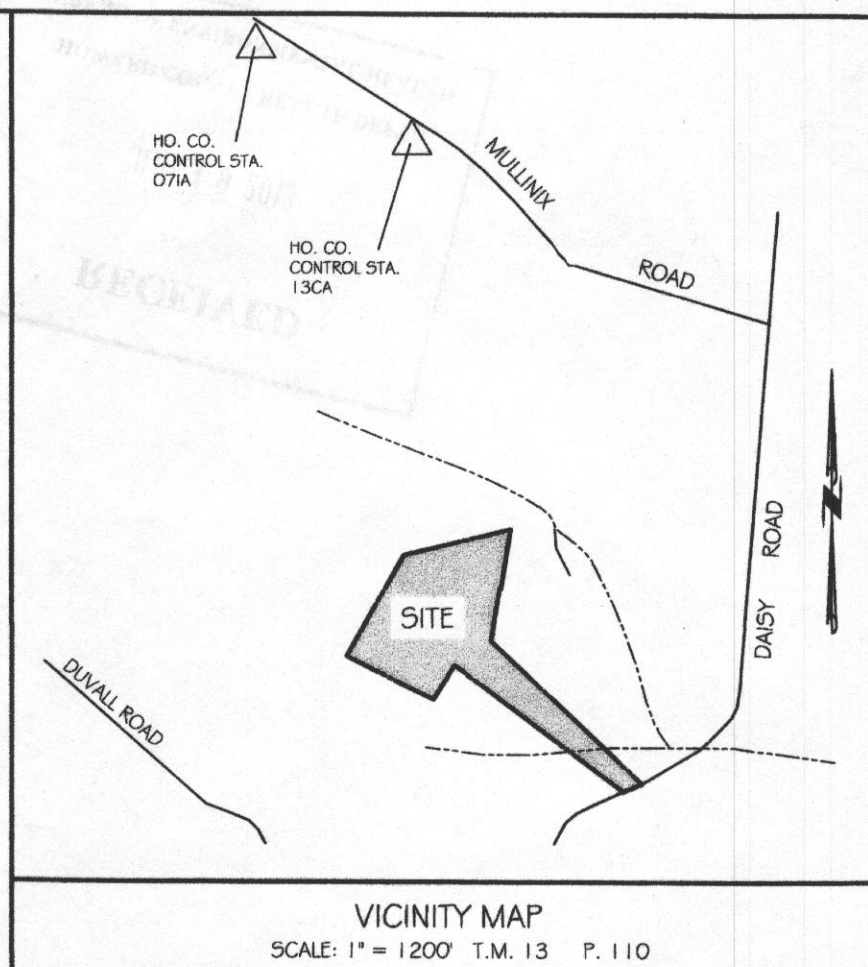 HO. CO.
CONTROL STA.
071A
HO. CO.
CONTROL STA.
13CA
MULLINIX
ROAD
RECEIVED
DAISY ROAD
SITE
DUVALL ROAD
N
VICINITY MAP
SCALE: 1" = 1200' T.M. 13 P. 110